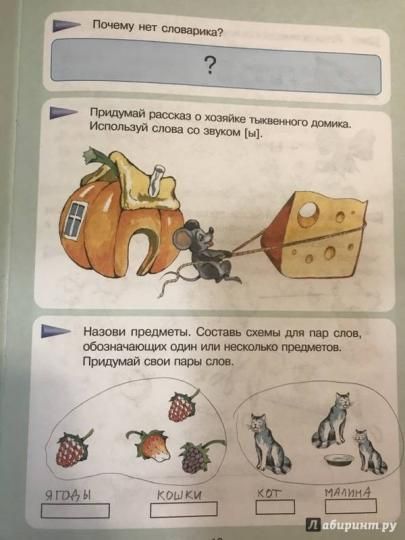 Почему нет словарика?
?
Придумай рассказ о хозяйке тыквенного домика.
Используй слова со звуком [ы].
Назови предметы. Составь схемы для пар слов,
обозначающих один или несколько предметов.
Придумай свои пары слов.
ЯГОДЫ КОШКИ КОТ МАЛИНА
Лабиринт.ру